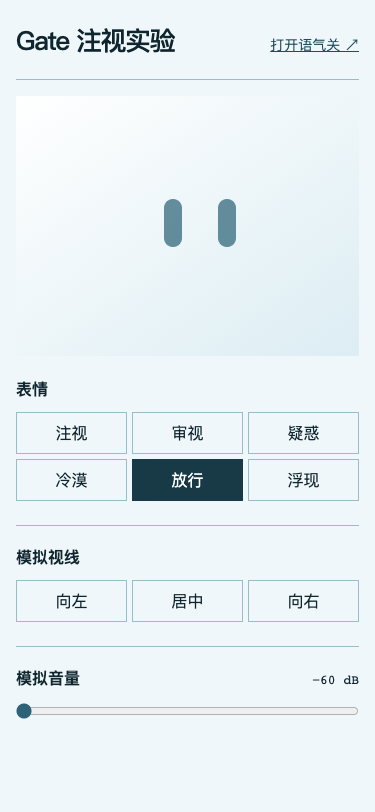 Gate 注视实验
打开语气关 ↗
表情
注视 审视 疑惑
冷漠 放行 浮现
模拟视线
向左 居中 向右
模拟音量
−60 dB